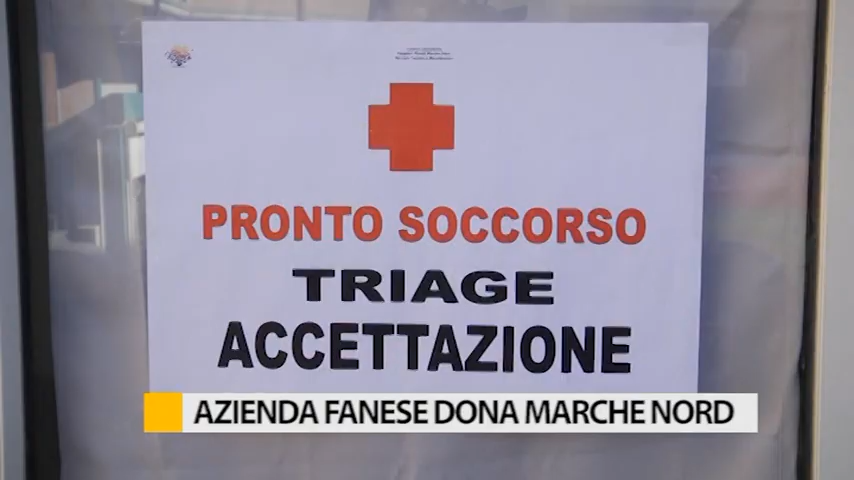 PRONTO SOCCORSO
TRIAGE
ACCETTAZIONE
AZIENDA FANESE DONA MARCHE NORD